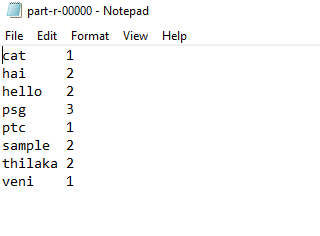 part-r-00000 - Notepad
File Edit Format View Help
cat 1
hai 2
hello 2
psg 3
ptc 1
sample 2
thilaka 2
veni 1